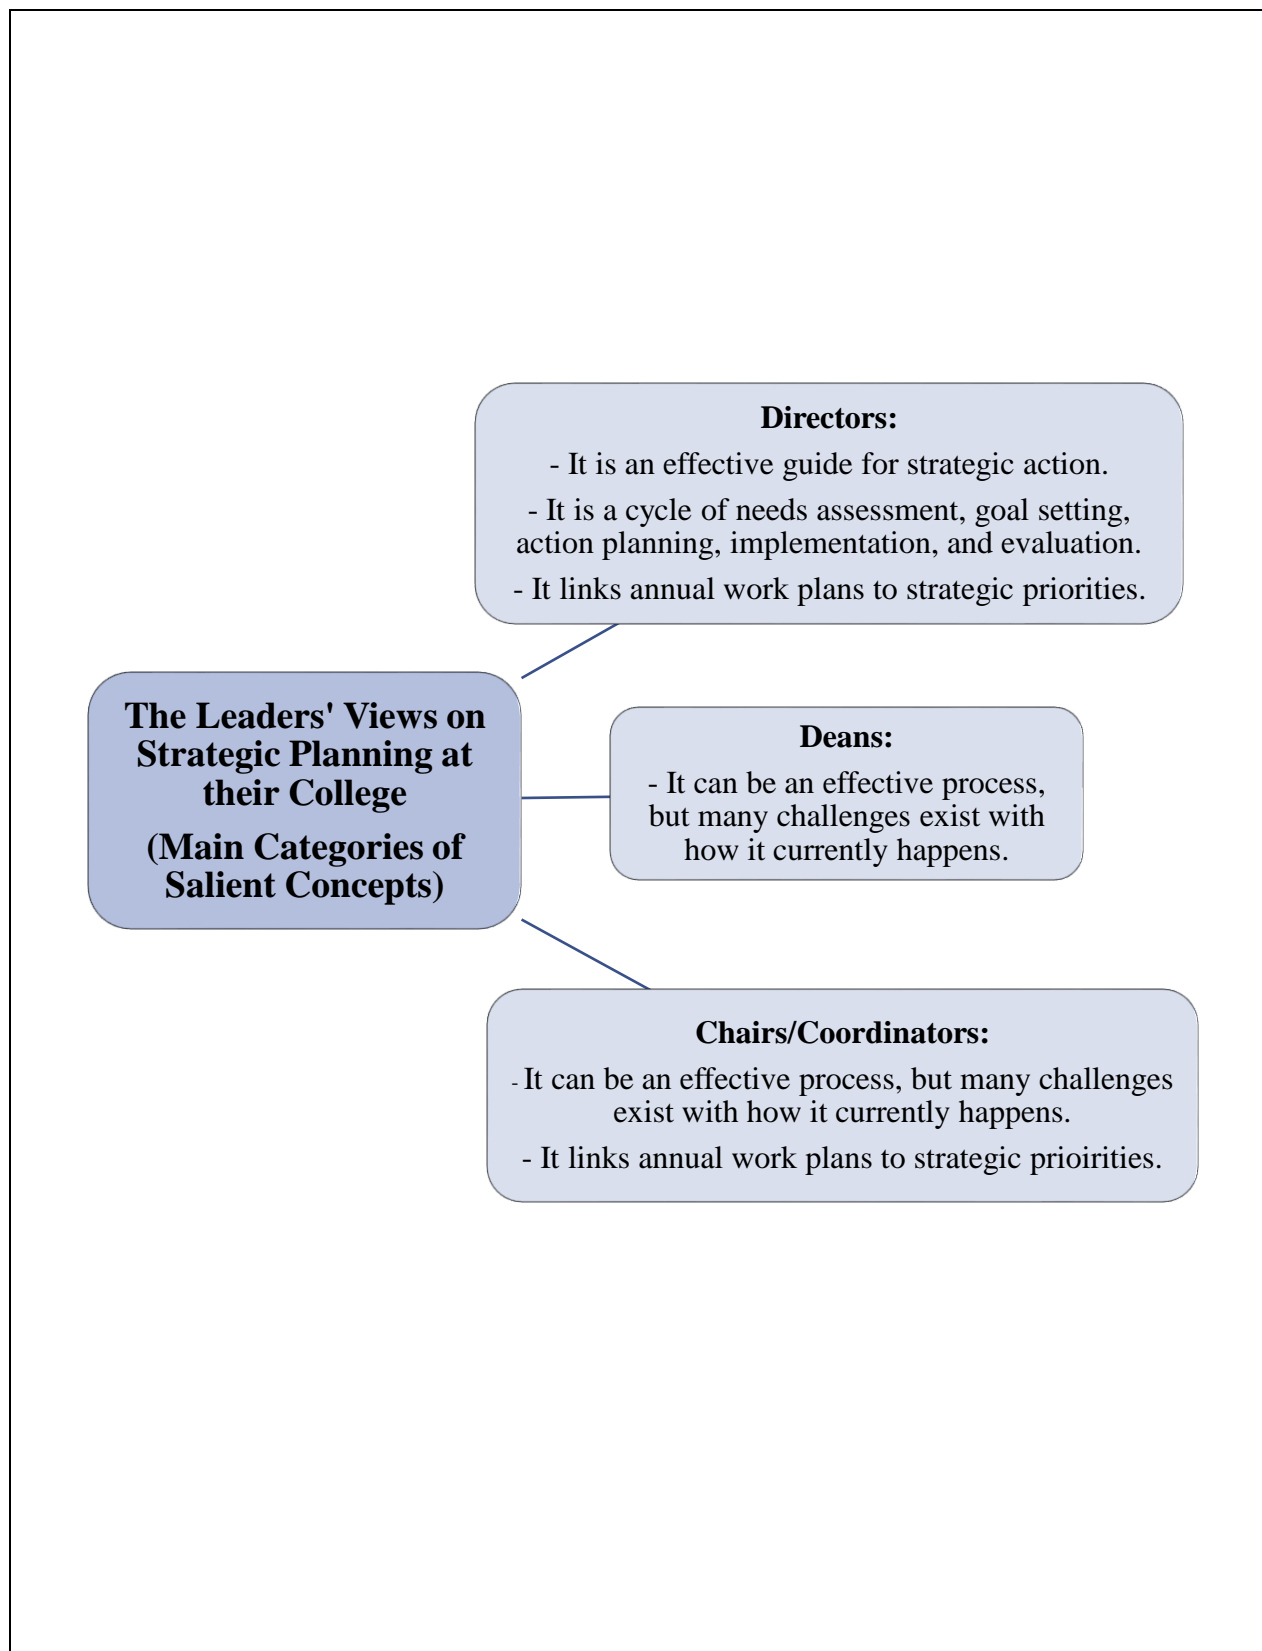 Directors:
- It is an effective guide for strategic action.
- It is a cycle of needs assessment, goal setting,
action planning, implementation, and evaluation.
- It links annual work plans to strategic priorities.
The Leaders' Views on
Strategic Planning at
their College
(Main Categories of
Salient Concepts)
Deans:
- It can be an effective process,
but many challenges exist with
how it currently happens.
Chairs/Coordinators:
- It can be an effective process, but many challenges
exist with how it currently happens.
- It links annual work plans to strategic prioirities.